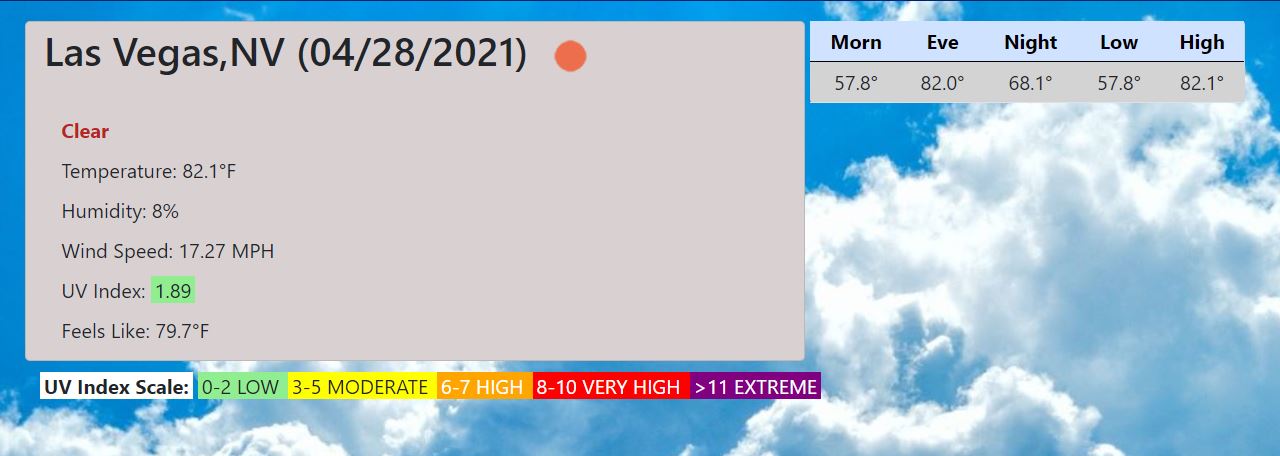 Las Vegas,NV (04/28/2021)
Clear
Temperature: 82.1°F
Humidity: 8%
Wind Speed: 17.27 MPH
UV Index: 1.89
Feels Like: 79.7°F
UV Index Scale: 0-2 LOW 3-5 MODERATE 6-7 HIGH 8-10 VERY HIGH >11 EXTREME
Morn Eve Night Low High
57.8° 82.0° 68.1° 57.8° 82.1°